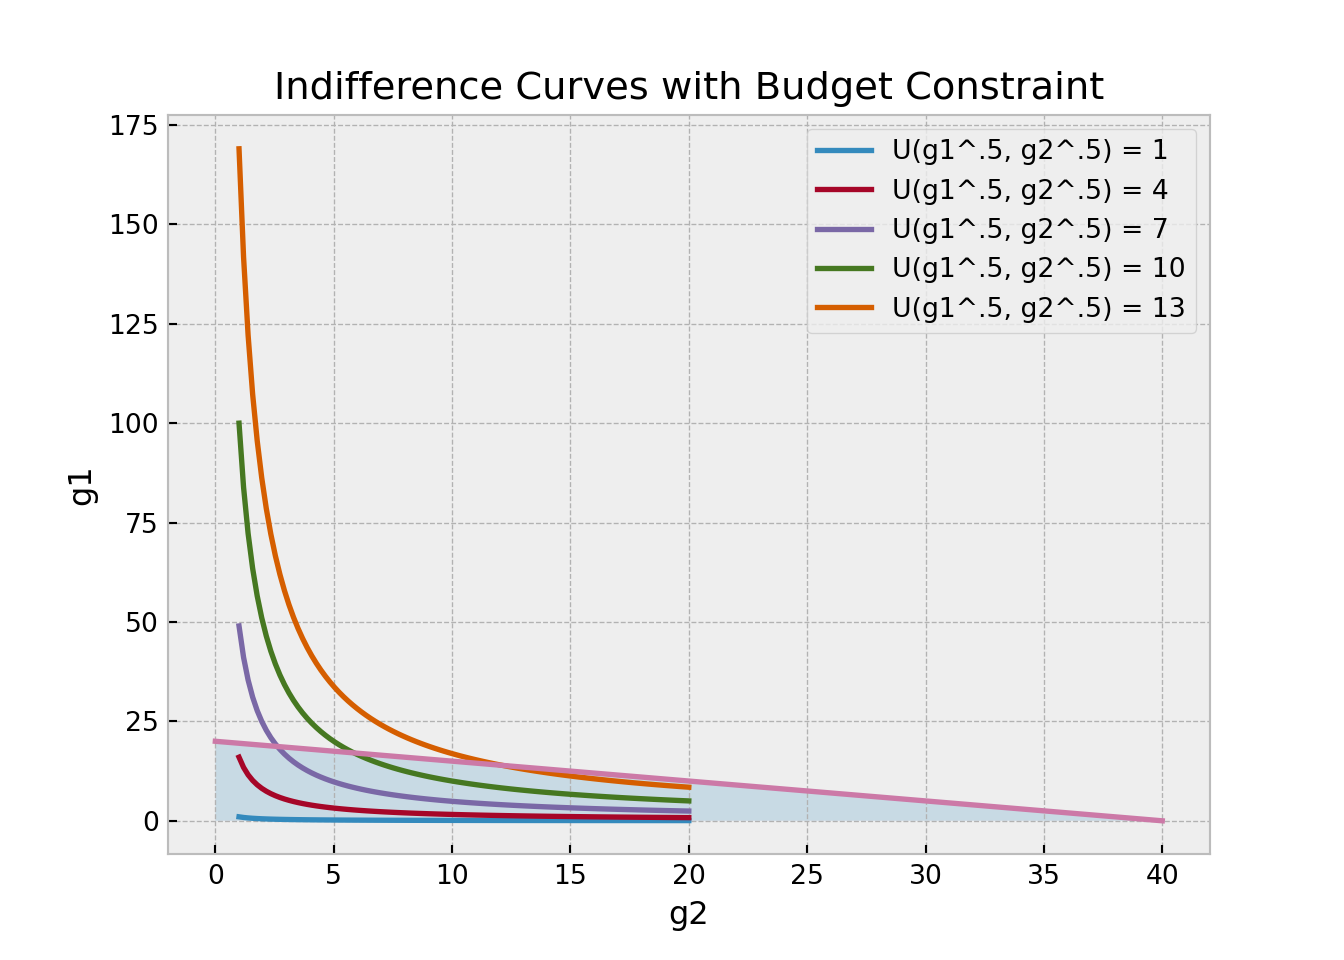 Indifference Curves with Budget Constraint
175
150
125
100
75
50
25
0
g1
U(g1^.5, g2^.5) = 1
U(g1^.5, g2^.5) = 4
U(g1^.5, g2^.5) = 7
U(g1^.5, g2^.5) = 10
U(g1^.5, g2^.5) = 13
0 5 10 15 20 25 30 35 40
g2